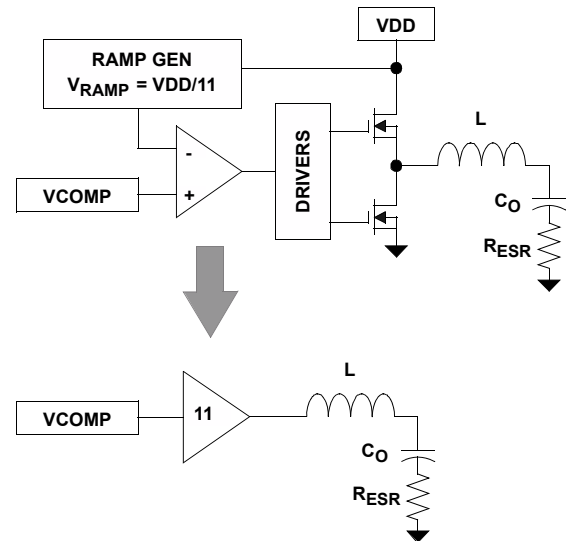 VDD
RAMP GEN
VRAMP = VDD/11
L
-
DRIVERS
VCOMP
+
CO
RESR
L
VCOMP
11
CO
RESR